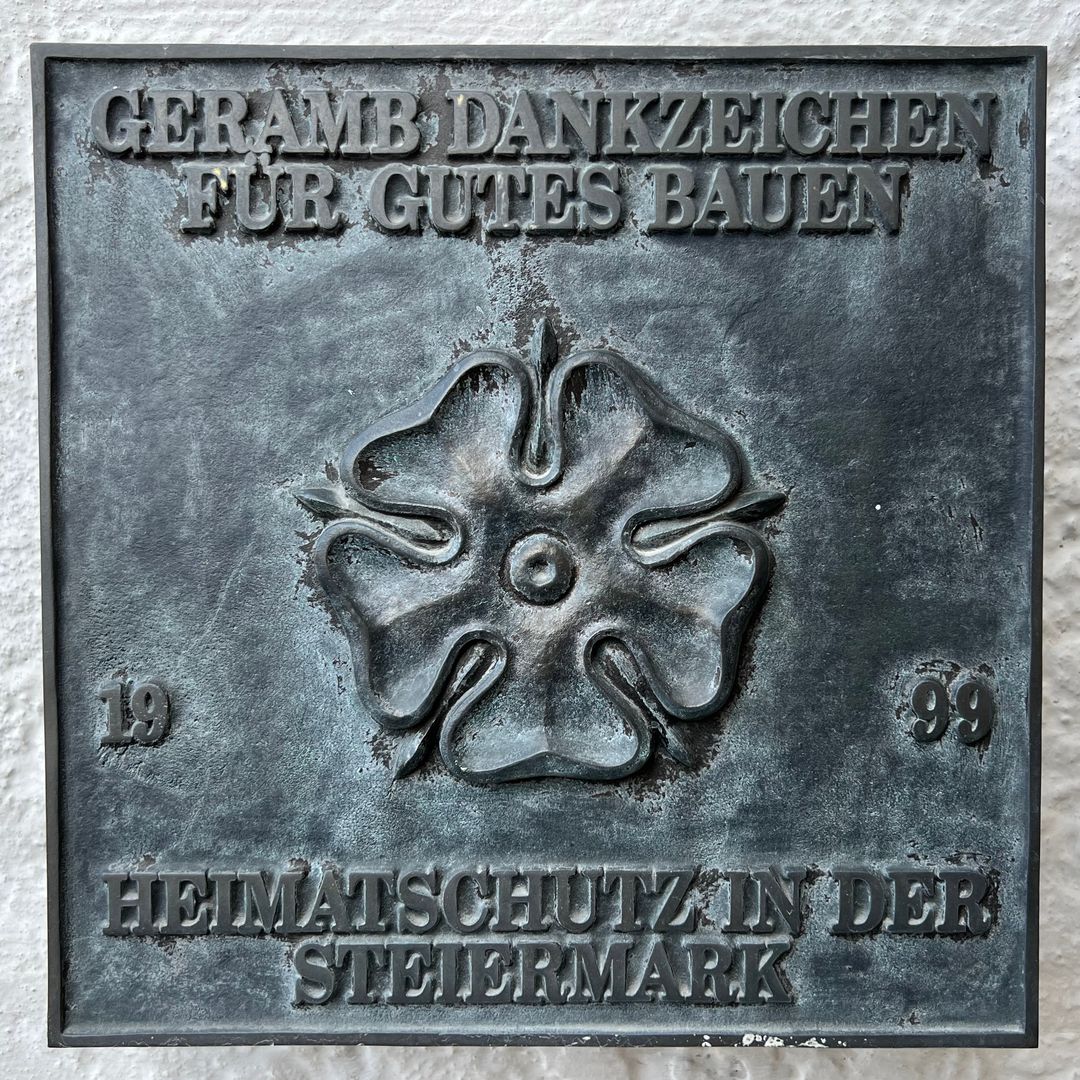 GERAMB DANKZEICHEN
FÜR GUTES BAUEN
19 99
HEIMATSCHUTZ IN DER
STEIERMARK